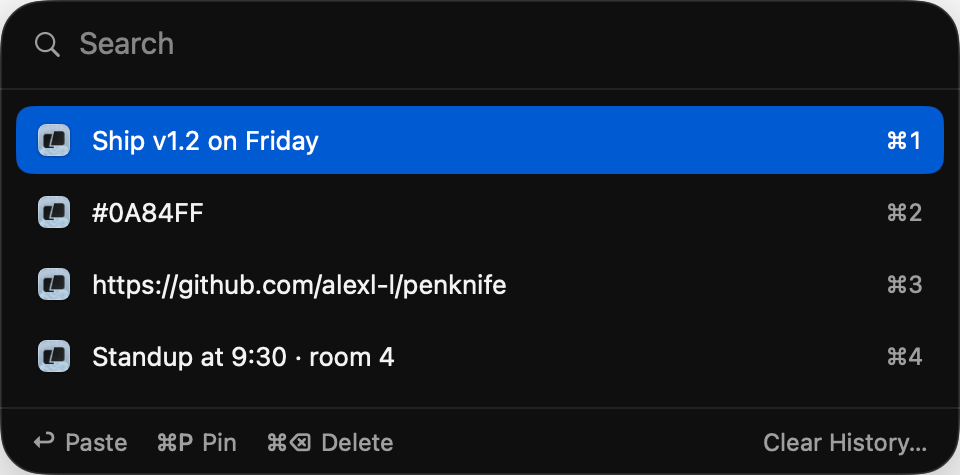 Search
Ship v1.2 on Friday ⌘1
#0A84FF ⌘2
https://github.com/alexl-l/penknife ⌘3
Standup at 9:30 · room 4 ⌘4
↩ Paste ⌘P Pin ⌘⌫ Delete Clear History...